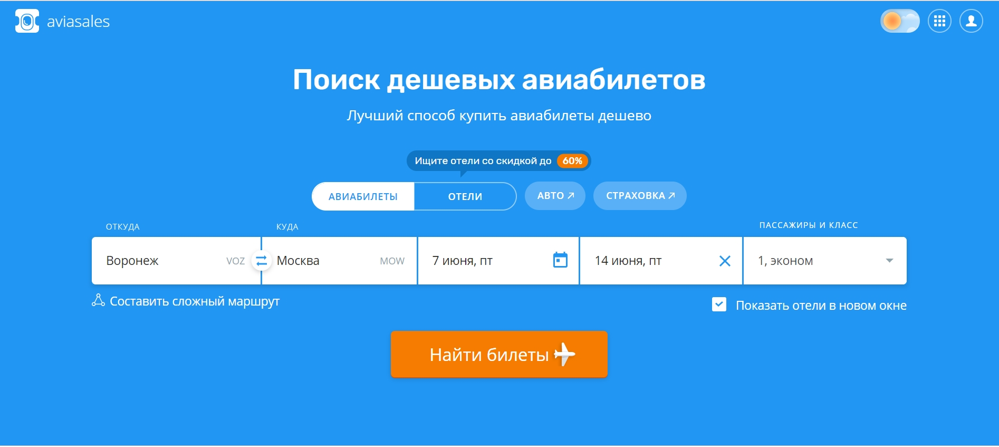 aviasales
Поиск дешевых авиабилетов
Лучший способ купить авиабилеты дешево
Ищите отели со скидкой до 60%
АВИАБИЛЕТЫ ОТЕЛИ АВТО СТРАХОВКА
ОТКУДА КУДА ПАССАЖИРЫ И КЛАСС
Воронеж VOZ Москва MOW 7 июня, пт 14 июня, пт 1, эконом
Составить сложный маршрут Показать отели в новом окне
Найти билеты